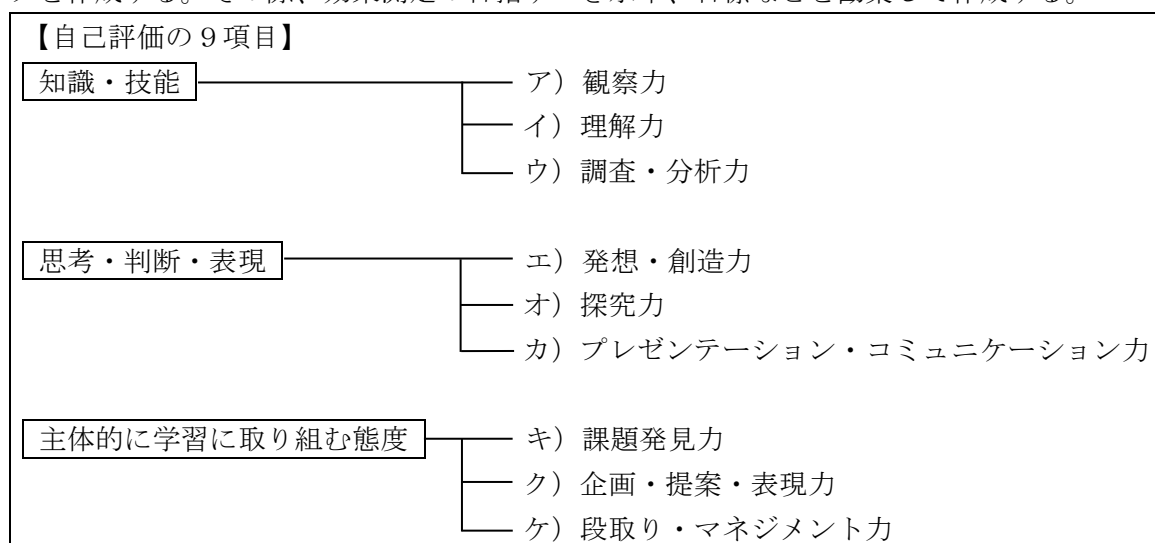 【自己評価の9項目】
知識・技能
ア）観察力
イ）理解力
ウ）調査・分析力
思考・判断・表現
エ）発想・創造力
オ）探究力
カ）プレゼンテーション・コミュニケーション力
主体的に学習に取り組む態度
キ）課題発見力
ク）企画・提案・表現力
ケ）段取り・マネジメント力